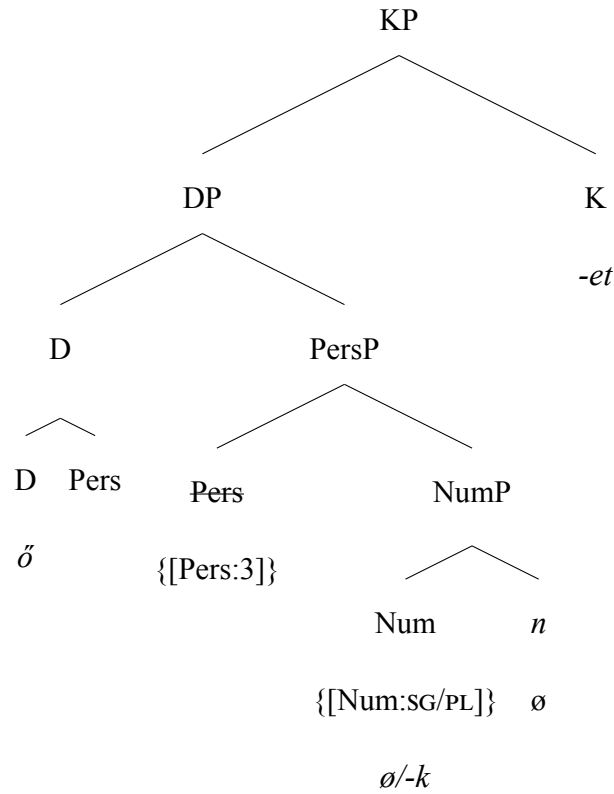 KP
DP K
-et
D PersP
D Pers Pers NumP
ő {[Pers:3]}
Num n
{[Num:SG/PL]} ø
ø/-k